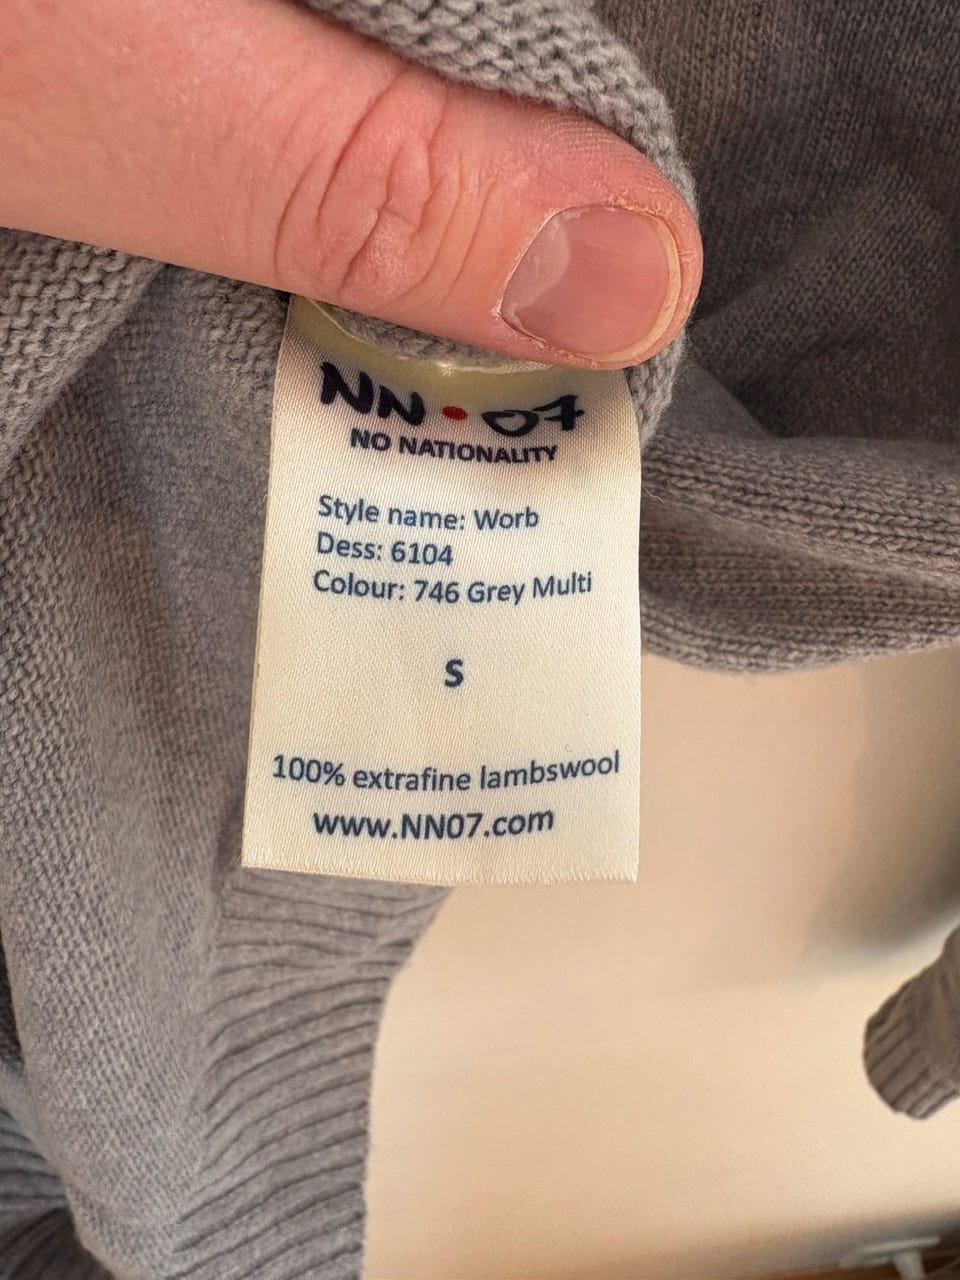 NN•07
NO NATIONALITY
Style name: Worb
Dess: 6104
Colour: 746 Grey Multi
S
100% extrafine lambswool
www.NN07.com